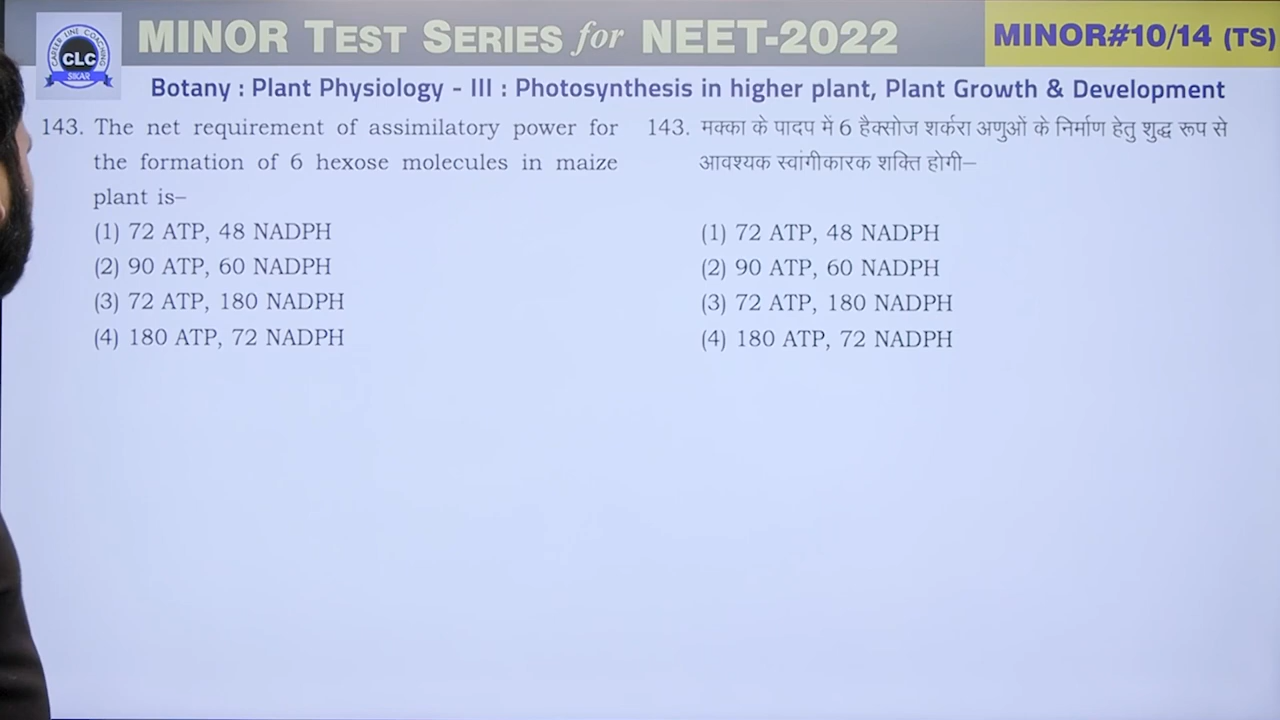 CAREER LINE COACHING
CLC
SIKAR
MINOR TEST SERIES for NEET-2022
MINOR#10/14 (TS)
Botany : Plant Physiology - III : Photosynthesis in higher plant, Plant Growth & Development
143. The net requirement of assimilatory power for
the formation of 6 hexose molecules in maize
plant is–
(1) 72 ATP, 48 NADPH
(2) 90 ATP, 60 NADPH
(3) 72 ATP, 180 NADPH
(4) 180 ATP, 72 NADPH
143. मक्का के पादप में 6 हैक्सोज शर्करा अणुओं के निर्माण हेतु शुद्ध रूप से
आवश्यक स्वांगीकारक शक्ति होगी–
(1) 72 ATP, 48 NADPH
(2) 90 ATP, 60 NADPH
(3) 72 ATP, 180 NADPH
(4) 180 ATP, 72 NADPH